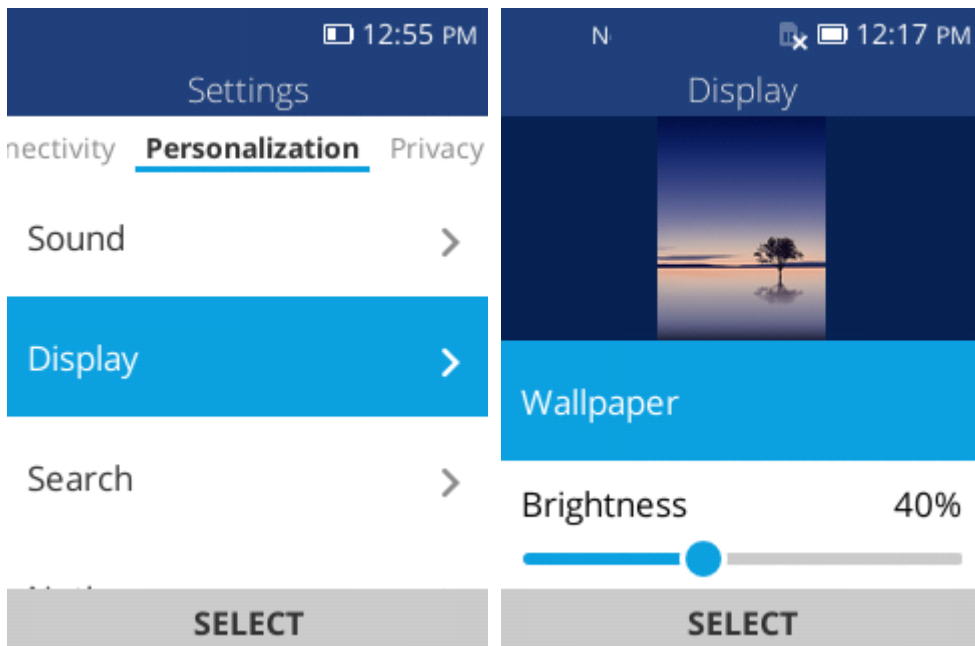 12:55 PM
Settings
nectivity Personalization Privacy
Sound
Display
Search
SELECT
N 12:17 PM
Display
Wallpaper
Brightness 40%
SELECT